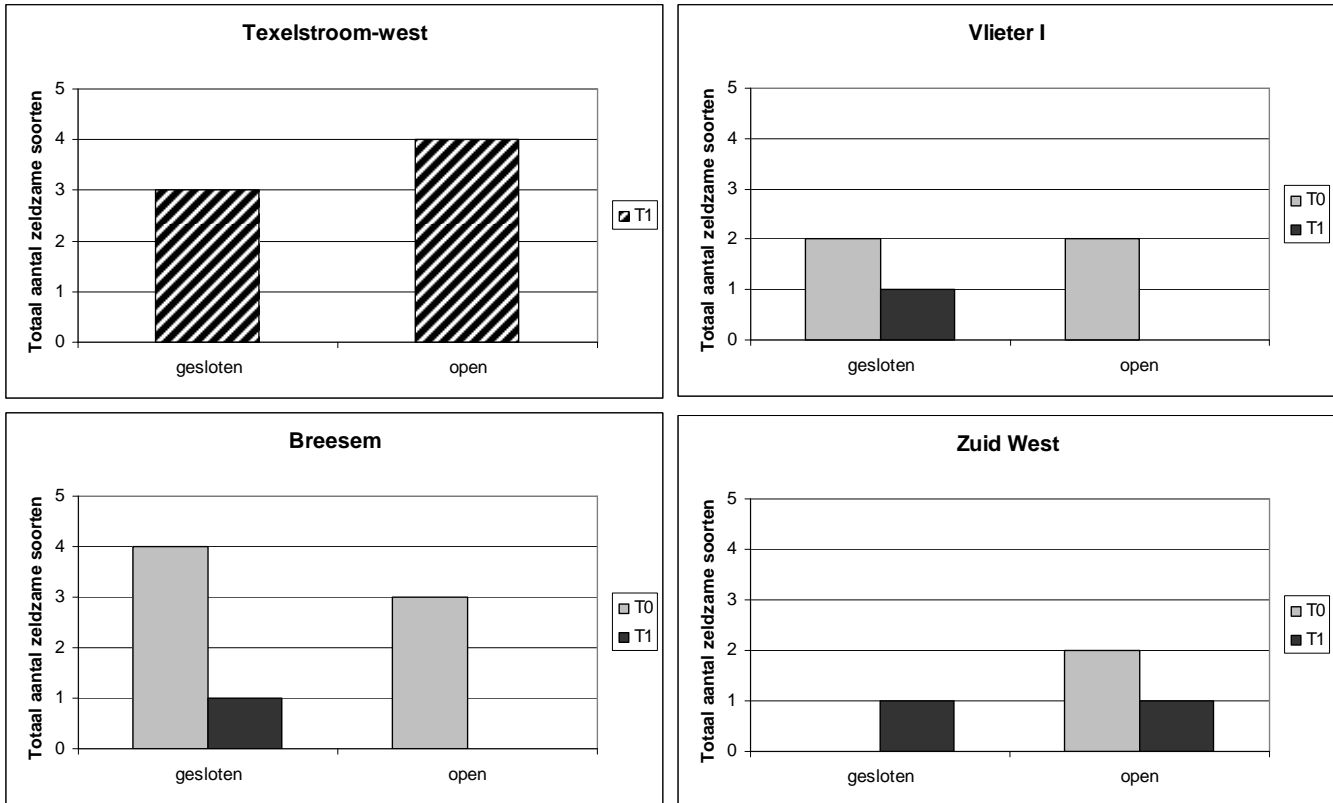 Texelstroom-west
Totaal aantal zeldzame soorten
5
4
3
2
1
0
gesloten open
T1
Vlieter I
Totaal aantal zeldzame soorten
5
4
3
2
1
0
gesloten open
T0
T1
Breesem
Totaal aantal zeldzame soorten
5
4
3
2
1
0
gesloten open
T0
T1
Zuid West
Totaal aantal zeldzame soorten
5
4
3
2
1
0
gesloten open
T0
T1